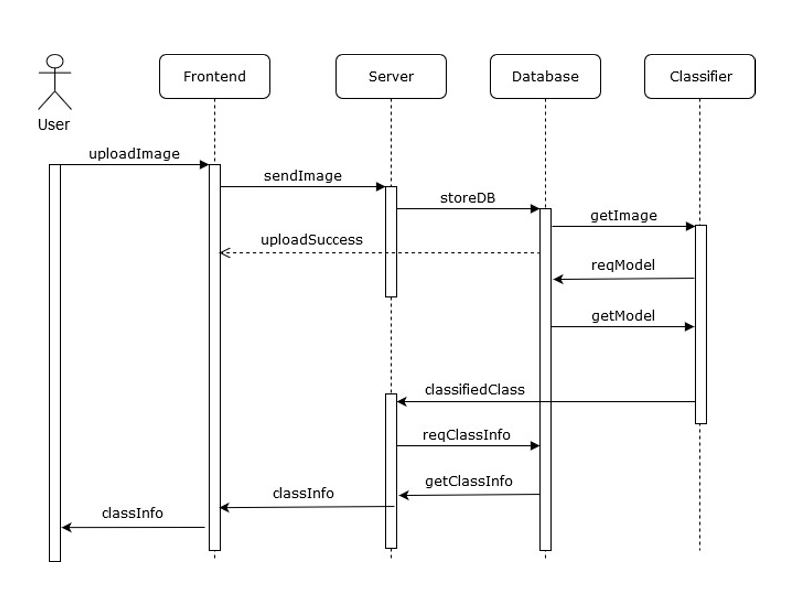 Frontend
Server
Database
Classifier
User
uploadImage
sendImage
storeDB
getImage
uploadSuccess
reqModel
getModel
classifiedClass
reqClassInfo
getClassInfo
classInfo
classInfo